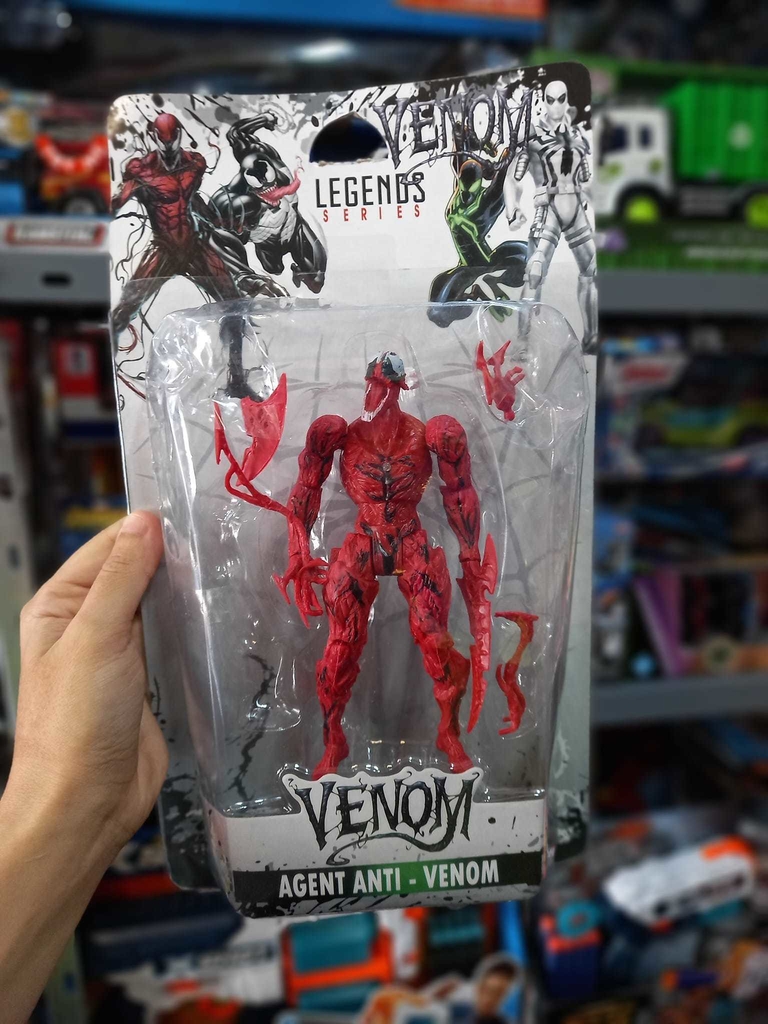 VENOM
LEGENDS
SERIES
VENOM
AGENT ANTI - VENOM